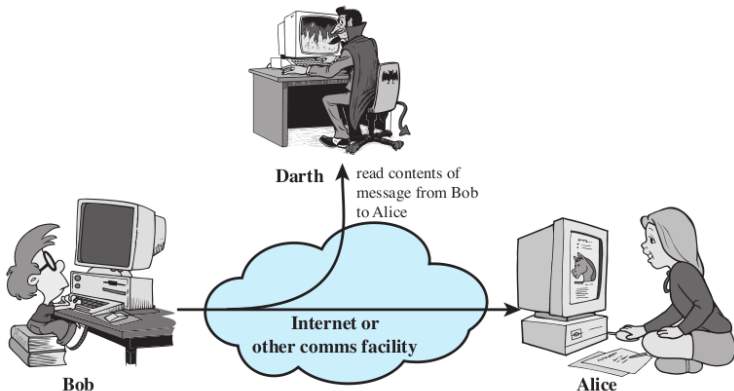 Darth
read contents of
message from Bob
to Alice
Internet or
other comms facility
Bob
Alice